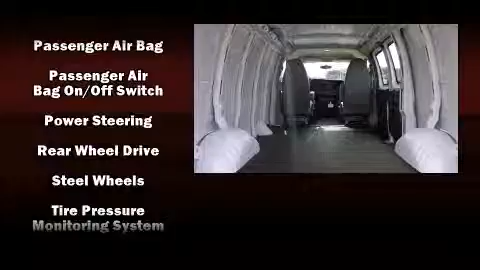 Passenger Air Bag
Passenger Air
Bag On/Off Switch
Power Steering
Rear Wheel Drive
Steel Wheels
Tire Pressure
Monitoring System